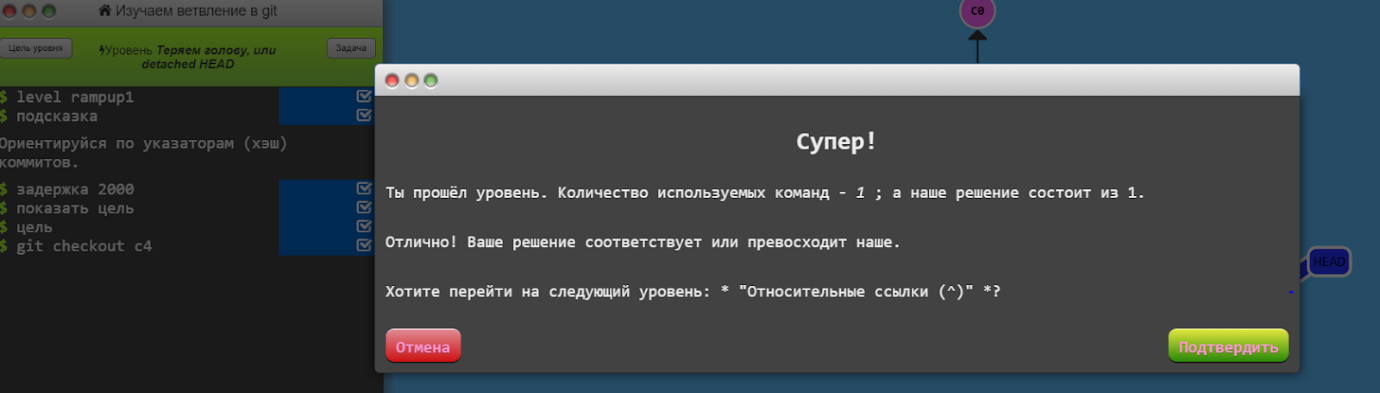 Изучаем ветвление в git
Цель уровня
Уровень Теряем голову, или
detached HEAD
Задача
$ level rampup1
$ подсказка
Ориентируйся по указаторам (хэш)
коммитов.
$ задержка 2000
$ показать цель
$ цель
$ git checkout c4
C0
Супер!
Ты прошёл уровень. Количество используемых команд - 1 ; а наше решение состоит из 1.
Отлично! Ваше решение соответствует или превосходит наше.
Хотите перейти на следующий уровень: * "Относительные ссылки (^)" *?
HEAD
Отмена
Подтвердить